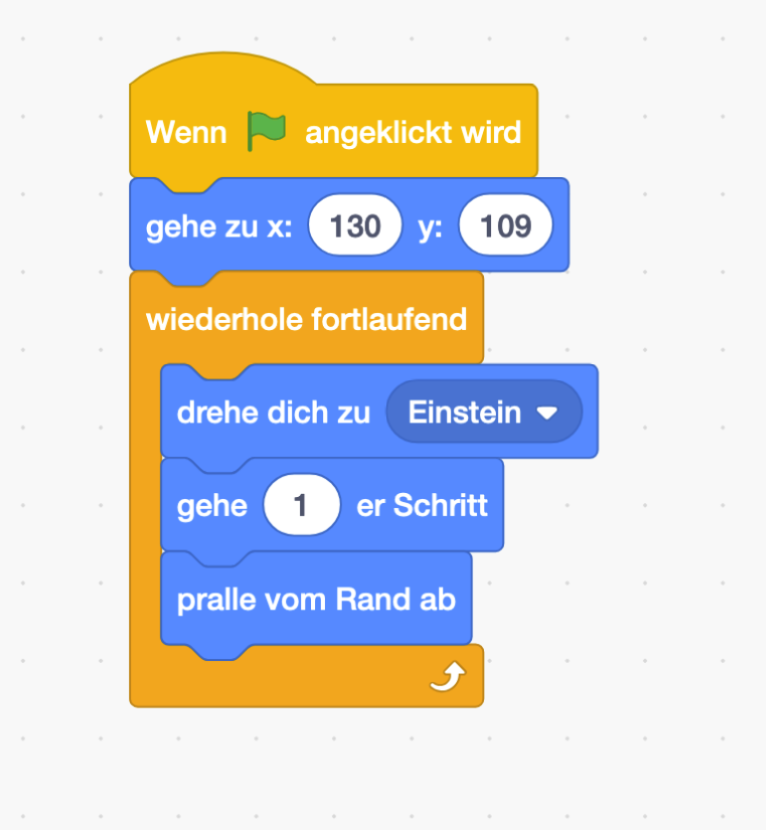 Wenn angeklickt wird
gehe zu x: 130 y: 109
wiederhole fortlaufend
drehe dich zu Einstein
gehe 1 er Schritt
pralle vom Rand ab